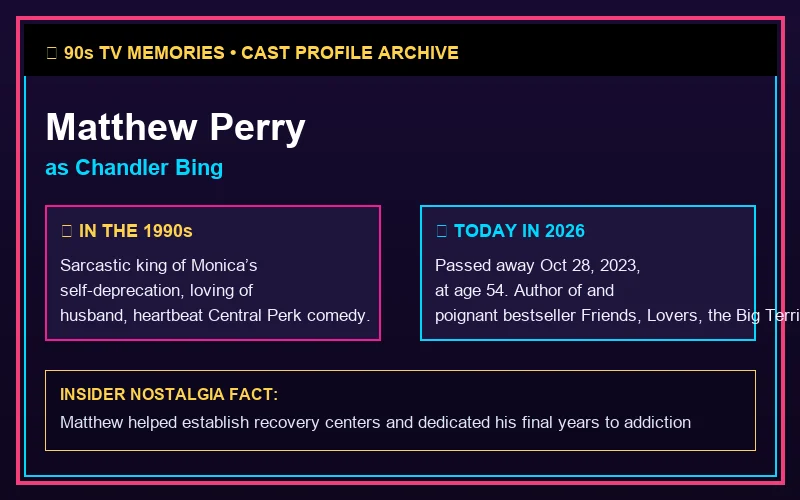 90s TV MEMORIES • CAST PROFILE ARCHIVE
Matthew Perry
as Chandler Bing
IN THE 1990s
Sarcastic king of Monica’s
self-deprecation, loving of
husband, heartbeat Central Perk comedy.
TODAY IN 2026
Passed away Oct 28, 2023,
at age 54. Author of and
poignant bestseller Friends, Lovers, the Big Terri
INSIDER NOSTALGIA FACT:
Matthew helped establish recovery centers and dedicated his final years to addiction